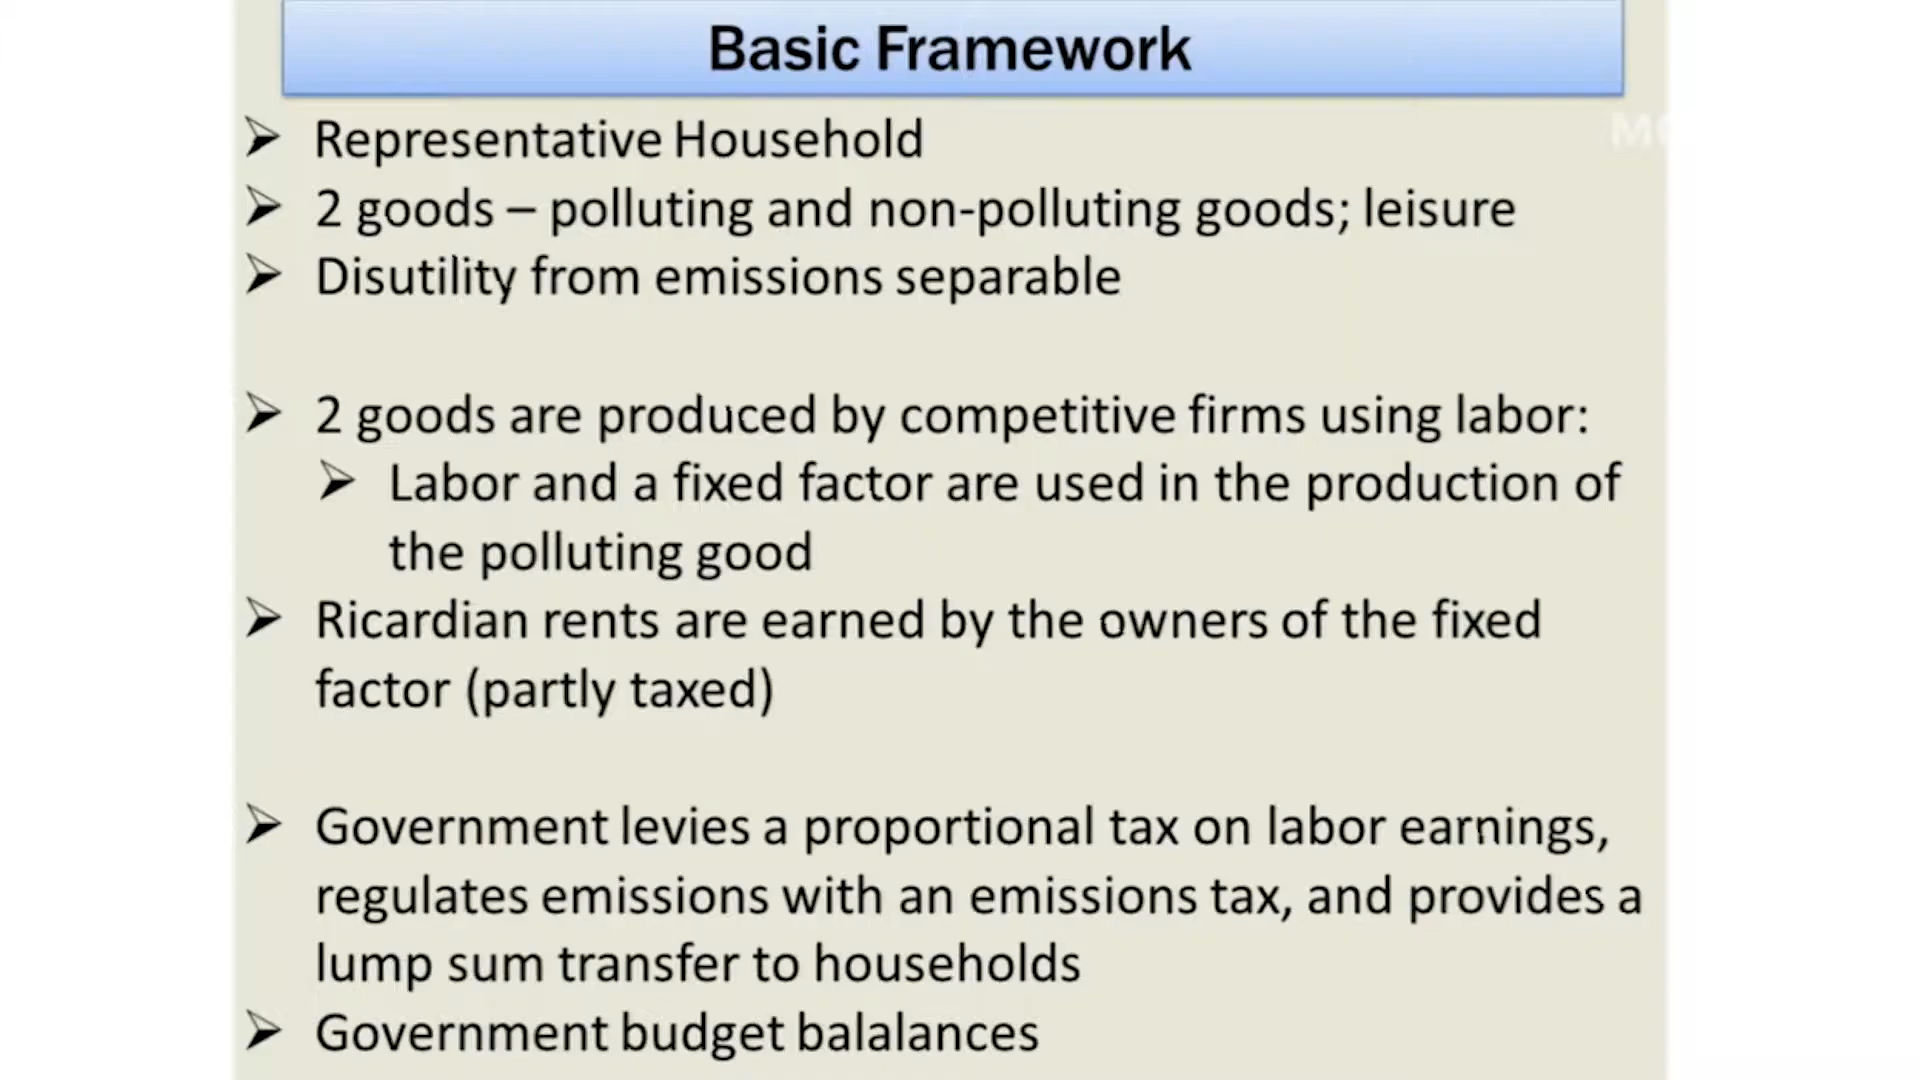 Basic Framework
➢ Representative Household
➢ 2 goods – polluting and non-polluting goods; leisure
➢ Disutility from emissions separable
➢ 2 goods are produced by competitive firms using labor:
➢ Labor and a fixed factor are used in the production of
the polluting good
➢ Ricardian rents are earned by the owners of the fixed
factor (partly taxed)
➢ Government levies a proportional tax on labor earnings,
regulates emissions with an emissions tax, and provides a
lump sum transfer to households
➢ Government budget balalances